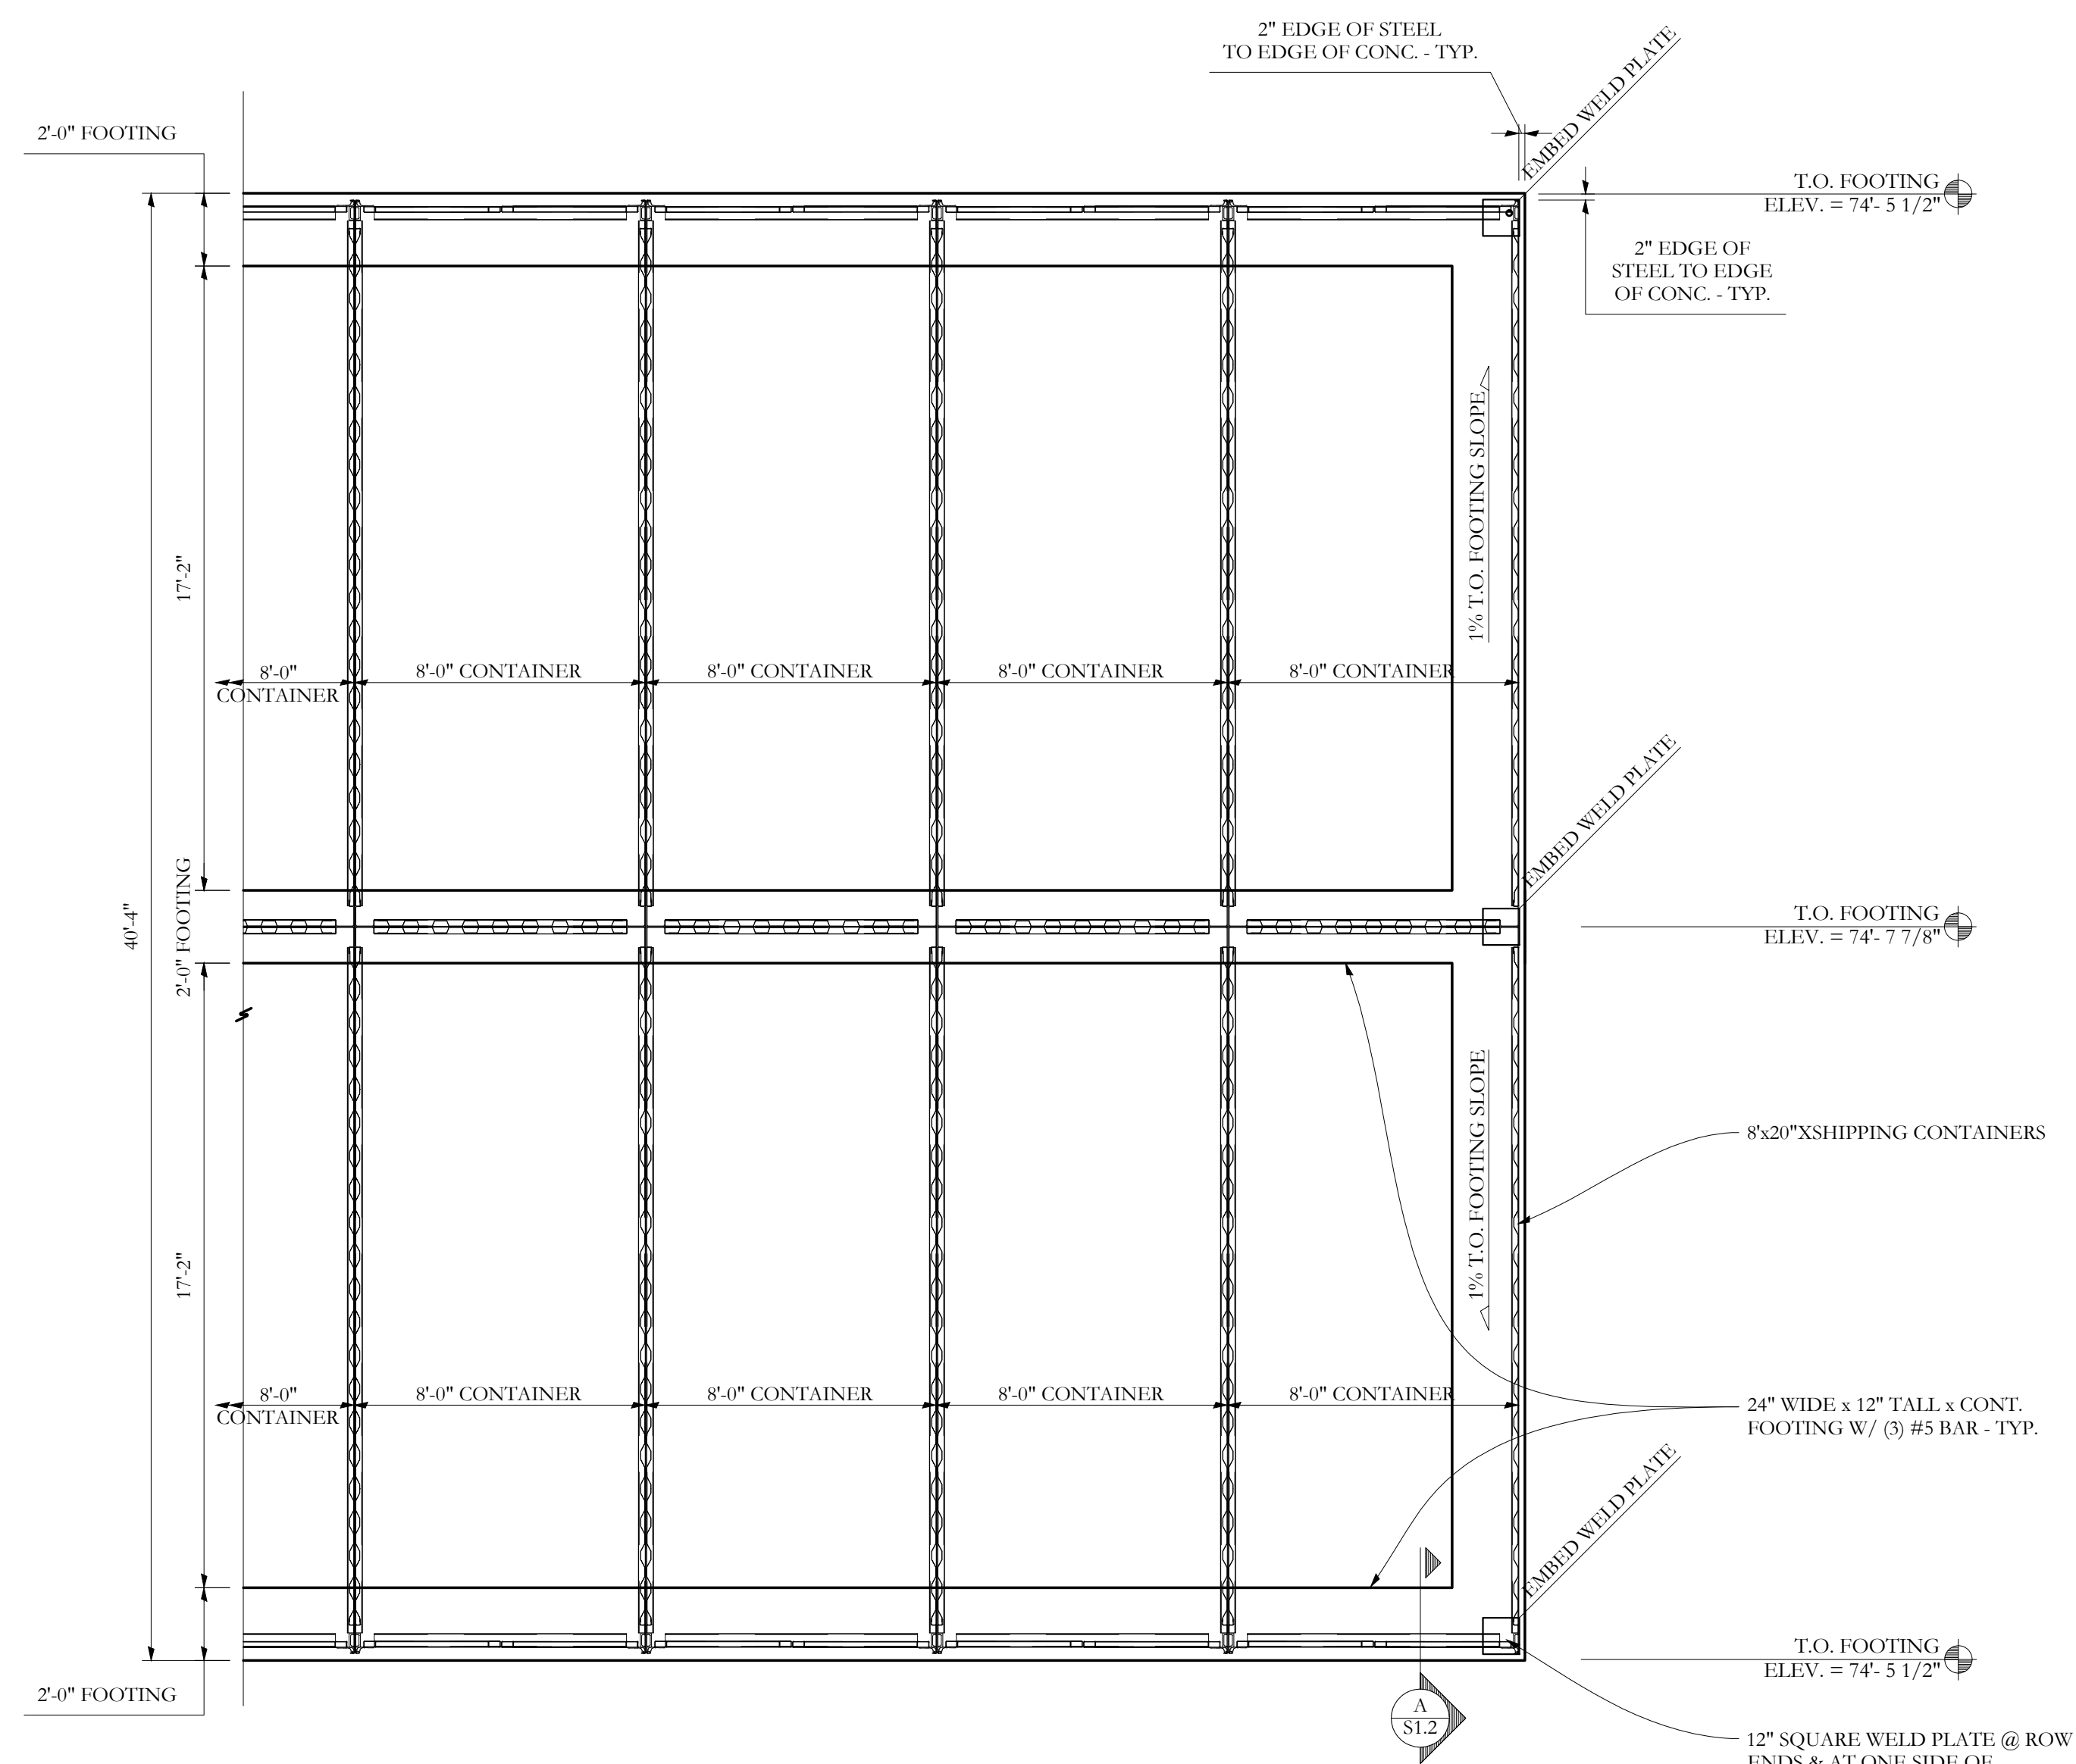 2" EDGE OF STEEL
TO EDGE OF CONC. - TYP.
EMBED WELD PLATE
2'-0" FOOTING
T.O. FOOTING
ELEV. = 74'- 5 1/2"
2" EDGE OF
STEEL TO EDGE
OF CONC. - TYP.
1% T.O. FOOTING SLOPE
17'-2"
8'-0"
CONTAINER
8'-0" CONTAINER
8'-0" CONTAINER
8'-0" CONTAINER
8'-0" CONTAINER
EMBED WELD PLATE
40'-4"
2'-0" FOOTING
T.O. FOOTING
ELEV. = 74'- 7 7/8"
1% T.O. FOOTING SLOPE
8'x20"XSHIPPING CONTAINERS
17'-2"
8'-0"
CONTAINER
8'-0" CONTAINER
8'-0" CONTAINER
8'-0" CONTAINER
8'-0" CONTAINER
24" WIDE x 12" TALL x CONT.
FOOTING W/ (3) #5 BAR - TYP.
EMBED WELD PLATE
T.O. FOOTING
ELEV. = 74'- 5 1/2"
2'-0" FOOTING
A
S1.2
12" SQUARE WELD PLATE @ ROW
ENDS & AT ONE SIDE OF